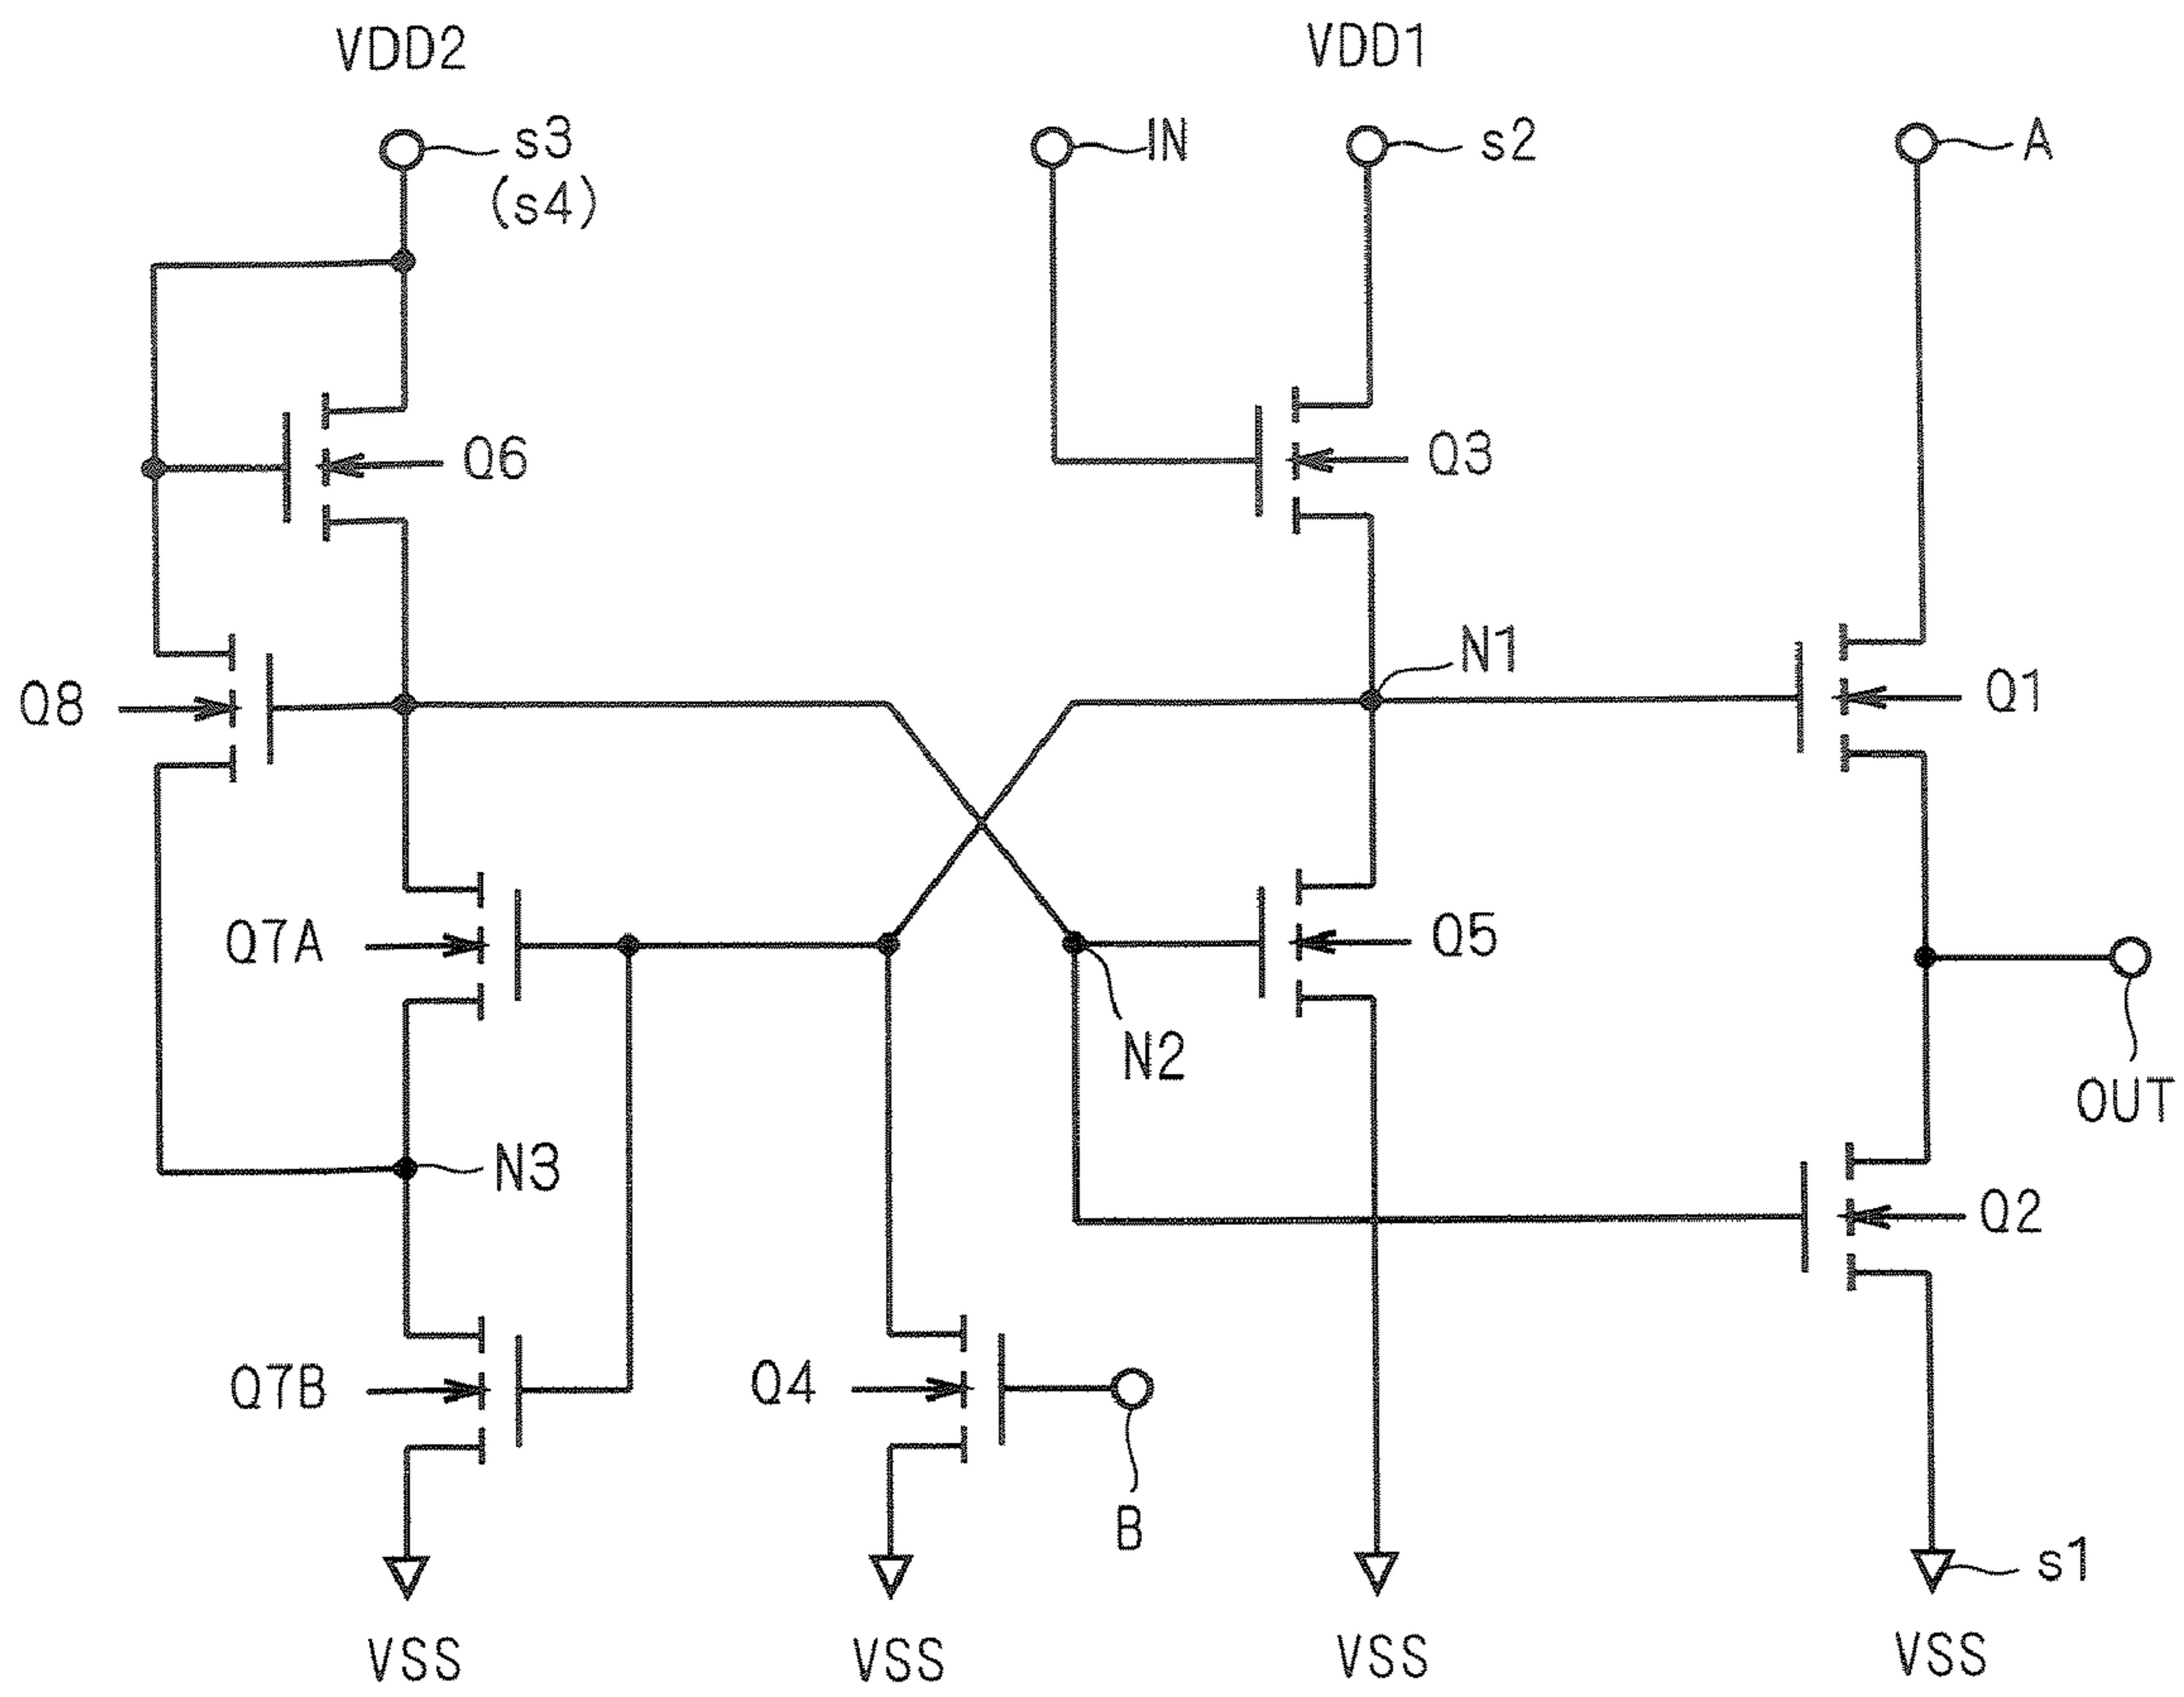 VDD2
VDD1
s3
(s4)
IN
s2
A
Q6
Q3
N1
Q8
Q1
Q7A
Q5
N2
OUT
N3
Q2
Q7B
Q4
B
s1
VSS
VSS
VSS
VSS